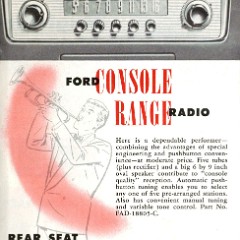 FORD CONSOLE
RANGE RADIO
Here is a dependable performer—
combining the advantages of special
engineering and pushbutton conven-
ience—at moderate price. Five tubes
(plus rectifier) and a big 6 by 9 inch
oval speaker contribute to "console
quality" reception. Automatic push-
button tuning enables you to select
any one of five pre-arranged stations.
Also has convenient manual tuning
and variable tone control. Part No.
FAD-18805-C.
REAR SEAT